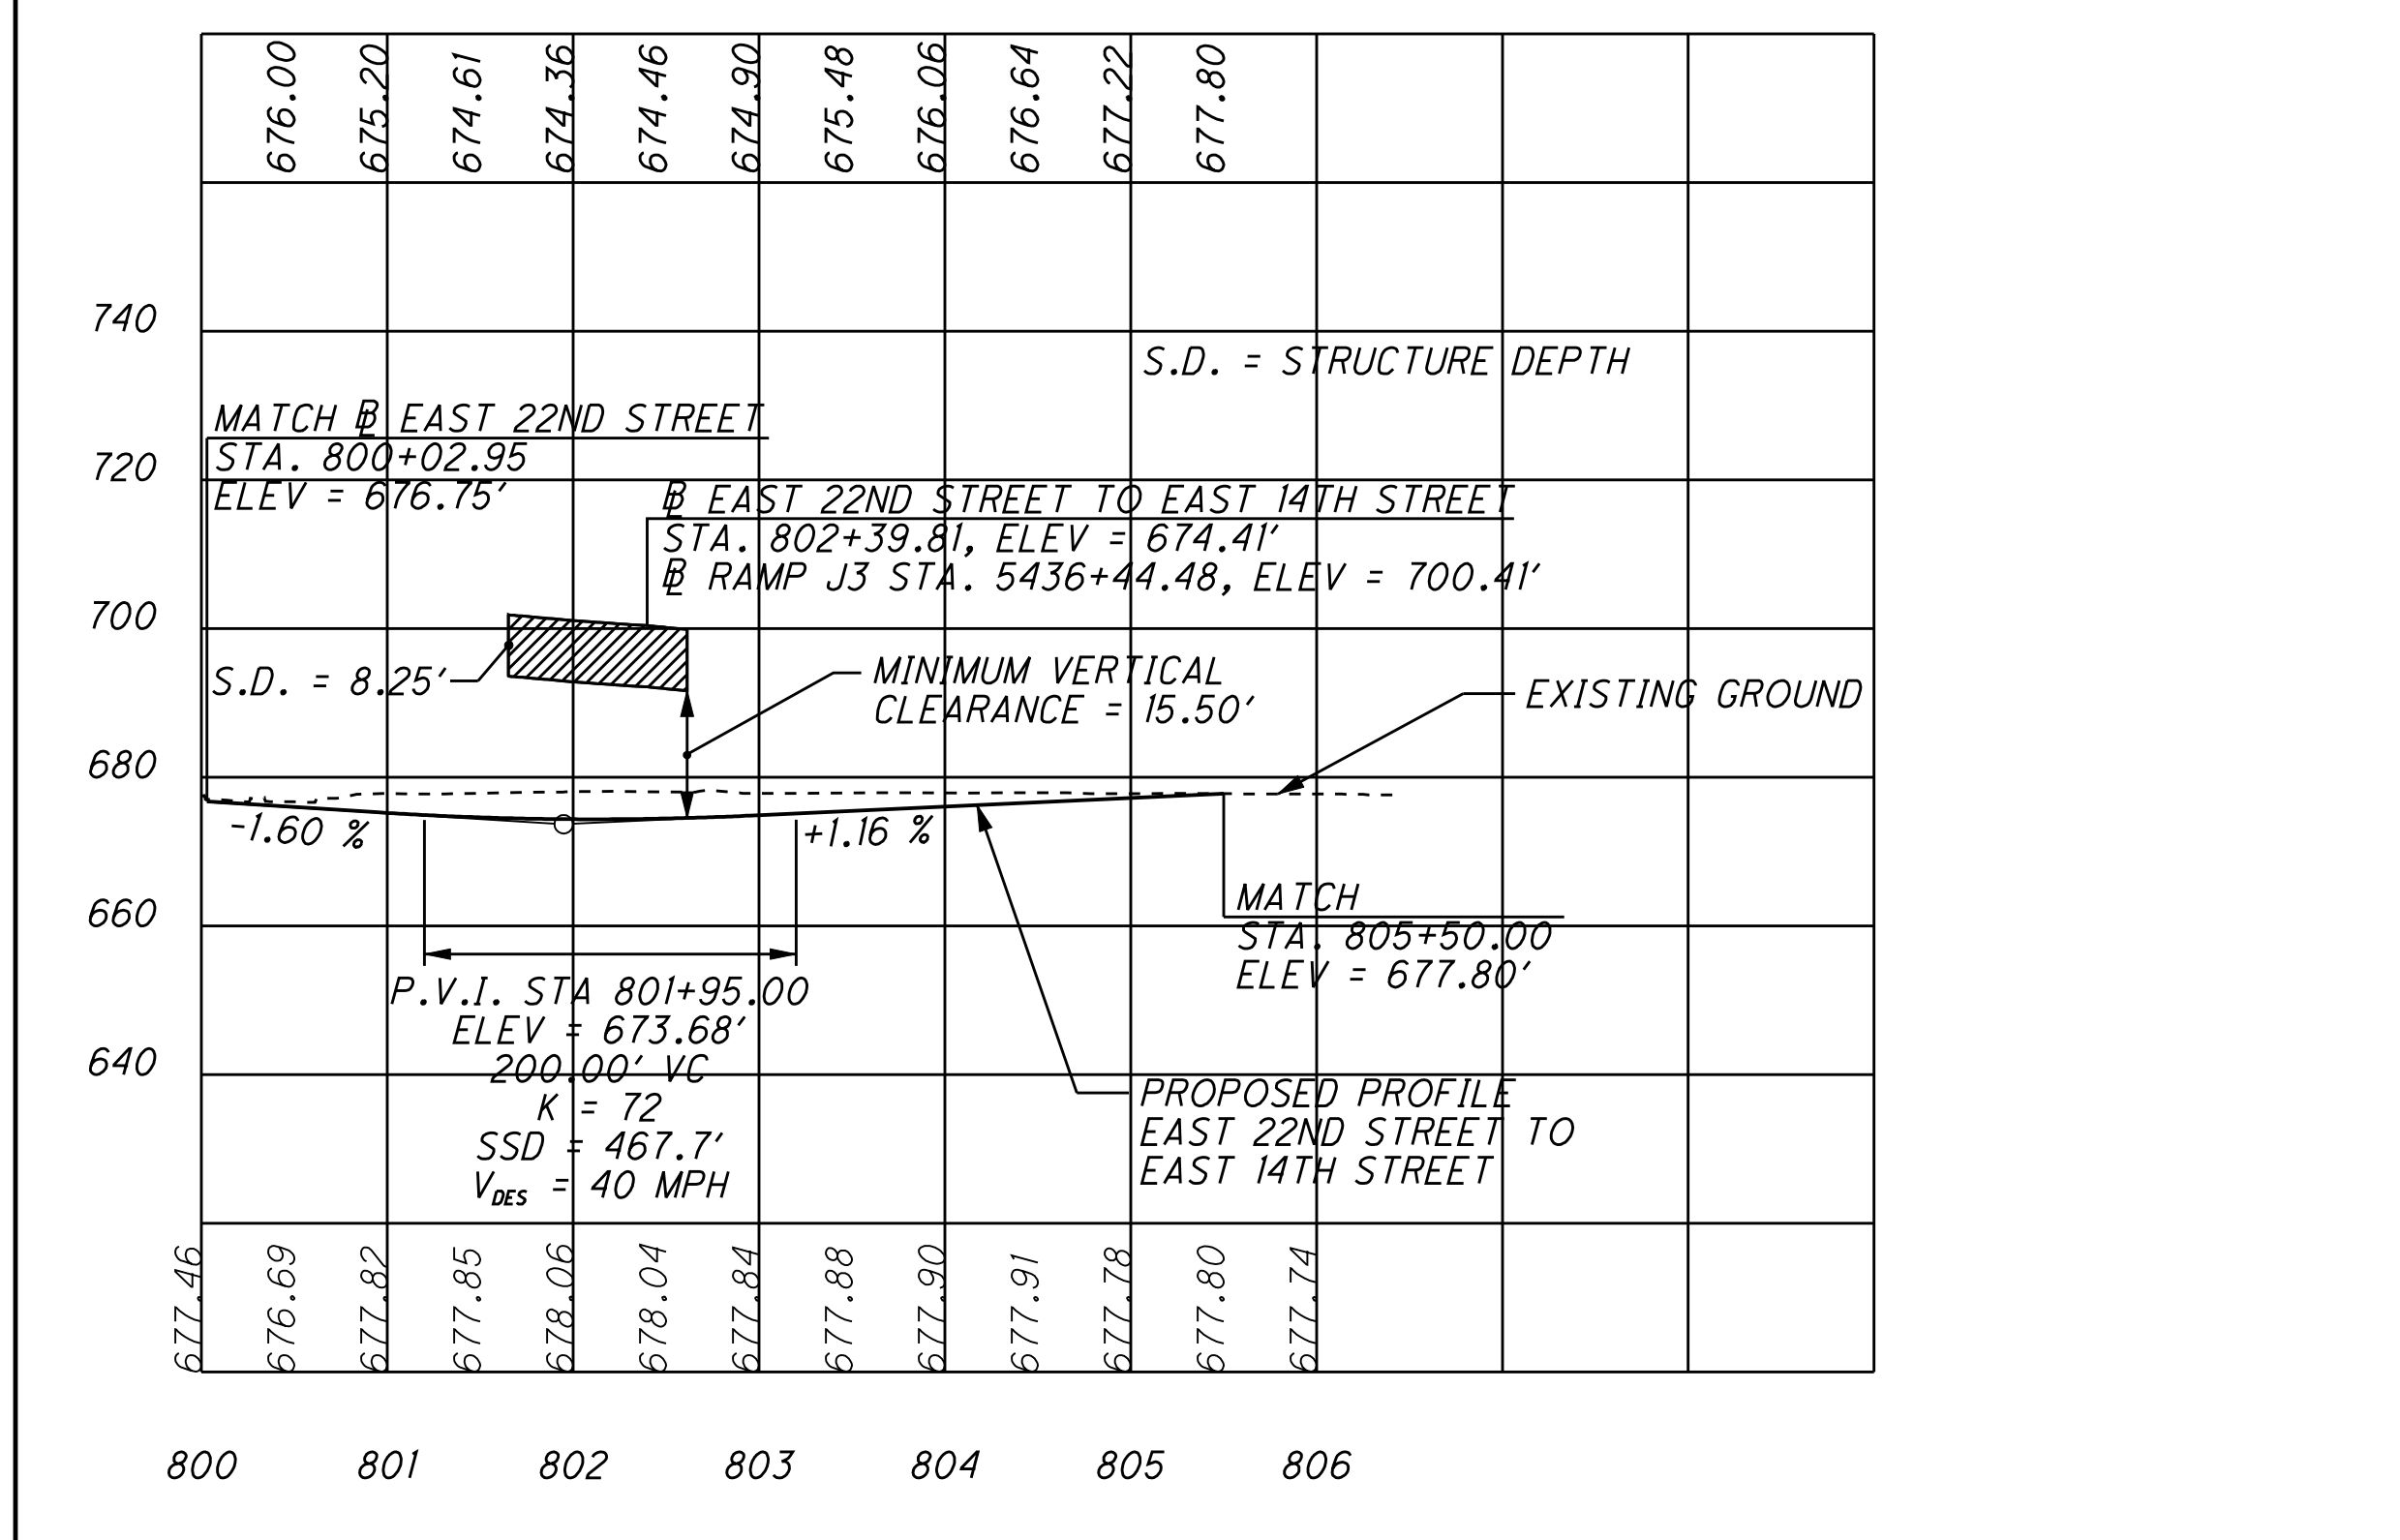 676.00
675.20
674.61
674.36
674.46
674.90
675.48
676.06
676.64
677.22
677.80
740
S.D. = STRUCTURE DEPTH
MATCH ⅊ EAST 22ND STREET
STA. 800+02.95
ELEV = 676.75'
720
⅊ EAST 22ND STREET TO EAST 14TH STREET
STA. 802+39.81, ELEV = 674.41'
⅊ RAMP J3 STA. 5436+44.48, ELEV = 700.41'
700
S.D. = 8.25'
MINIMUM VERTICAL
CLEARANCE = 15.50'
EXISTING GROUND
680
-1.60 %
+1.16 %
660
MATCH
STA. 805+50.00
ELEV = 677.80'
P.V.I. STA 801+95.00
ELEV = 673.68'
200.00' VC
K = 72
SSD = 467.7'
VDES = 40 MPH
640
PROPOSED PROFILE
EAST 22ND STREET TO
EAST 14TH STREET
677.46
676.69
677.82
677.85
678.06
678.04
677.84
677.88
677.90
677.91
677.78
677.80
677.74
800 801 802 803 804 805 806